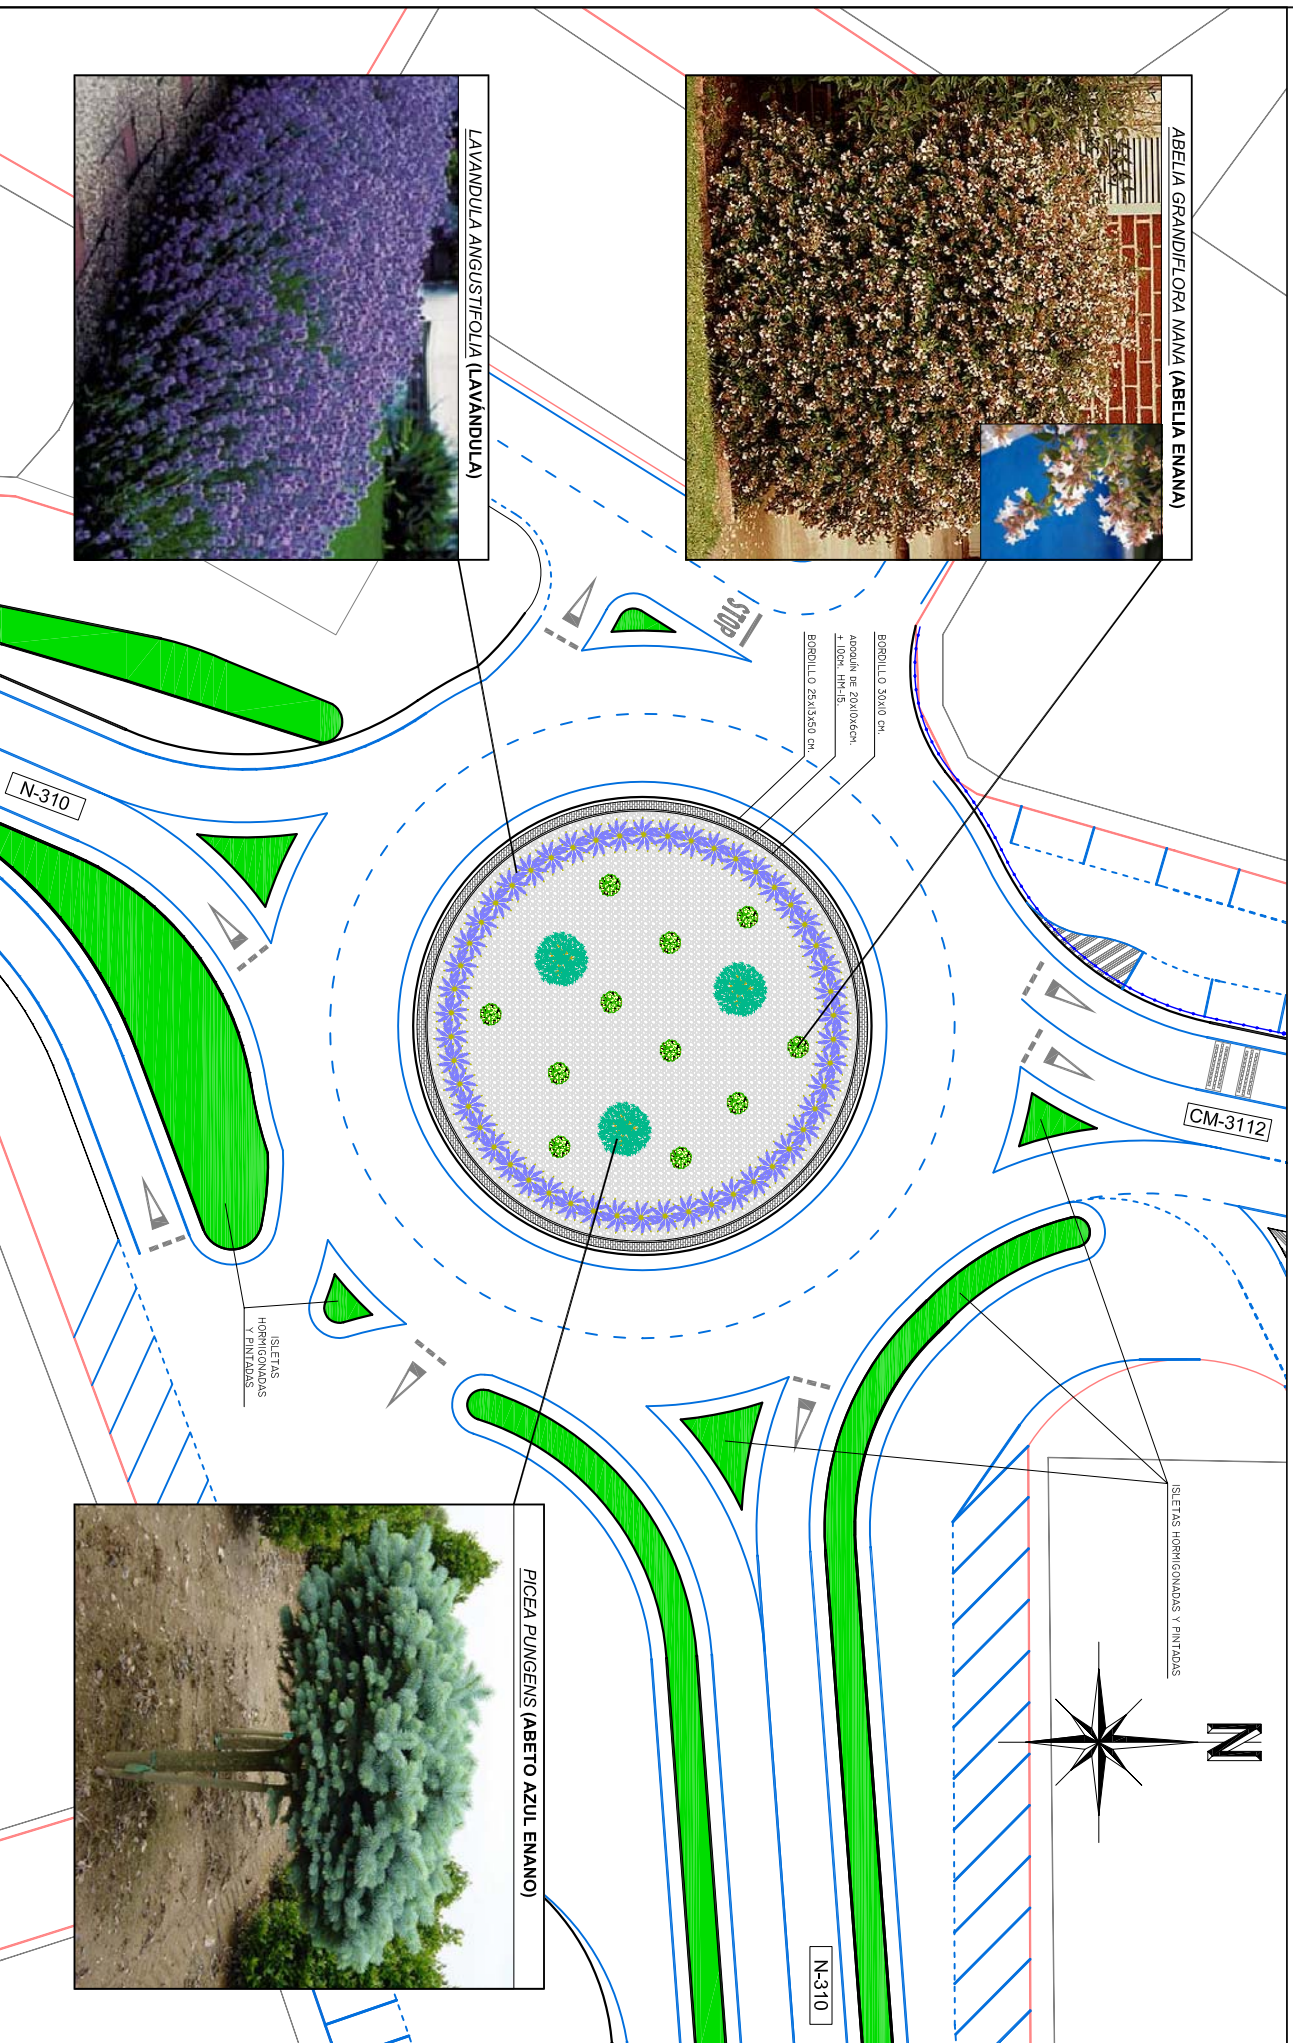 ABELIA GRANDIFLORA NANA (ABELIA ENANA)
LAVANDULA ANGUSTIFOLIA (LAVÁNDULA)
STOP
BORDILLO 30x10 CM.
ADOQUÍN DE 20x10x6CM.
+ 10CM. HM-15.
BORDILLO 25x13x50 CM.
N-310
CM-3112
ISLETAS
HORMIGONADAS
Y PINTADAS
ISLETAS HORMIGONADAS Y PINTADAS
N
PICEA PUNGENS (ABETO AZUL ENANO)
N-310